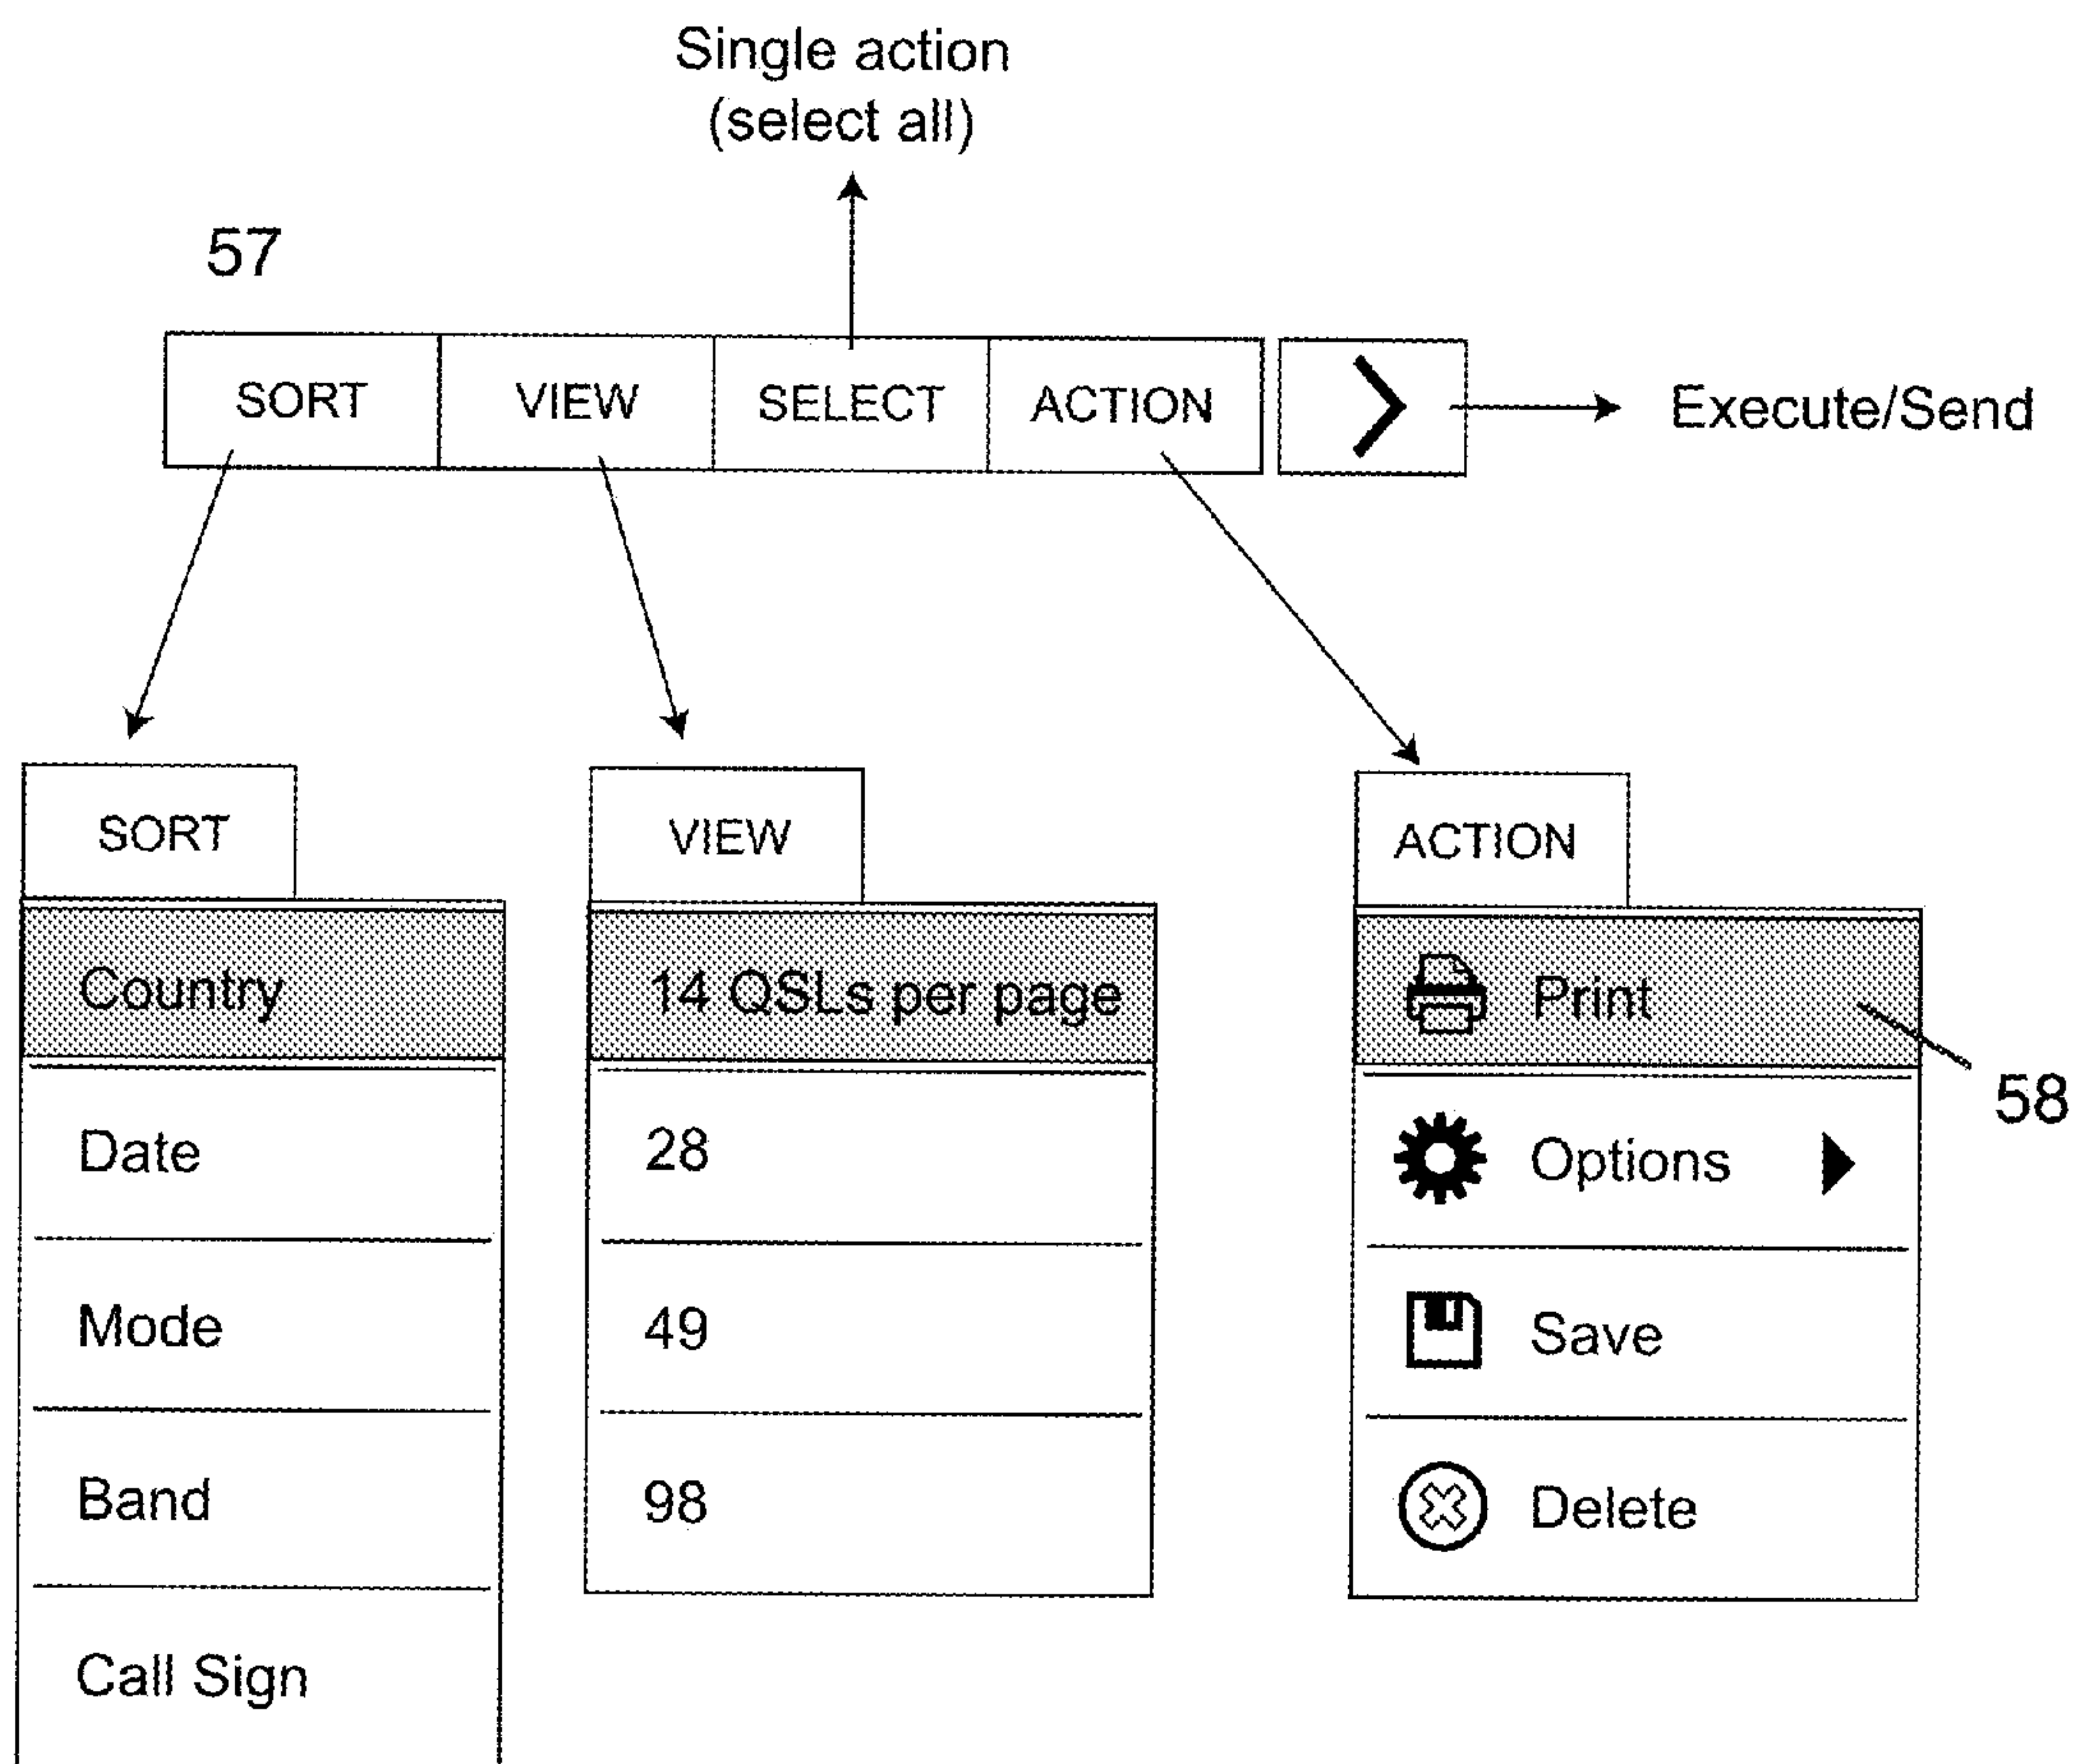 Single action
(select all)
57
SORT VIEW SELECT ACTION Execute/Send
SORT
Country
Date
Mode
Band
Call Sign
VIEW
14 QSLs per page
28
49
98
ACTION
Print
58
Options
Save
Delete